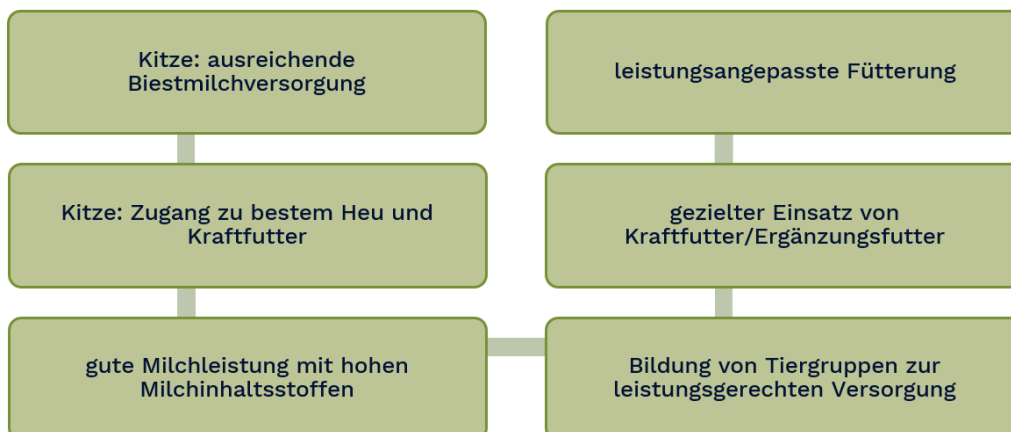 Kitze: ausreichende
Biestmilchversorgung
Kitze: Zugang zu bestem Heu und
Kraftfutter
gute Milchleistung mit hohen
Milchinhaltsstoffen
Bildung von Tiergruppen zur
leistungsgerechten Versorgung
gezielter Einsatz von
Kraftfutter/Ergänzungsfutter
leistungsangepasste Fütterung